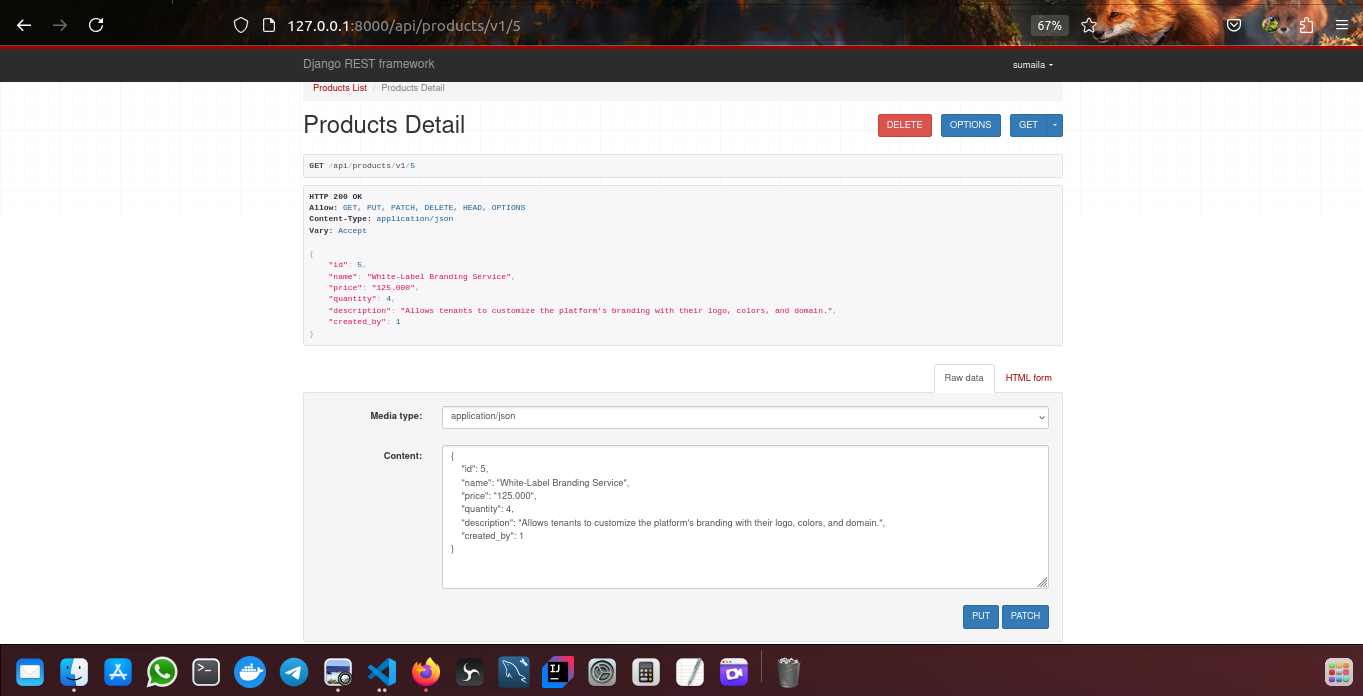 127.0.0.1:8000/api/products/v1/5
67%
Django REST framework
sumaila
Products List / Products Detail
Products Detail
DELETE
OPTIONS
GET
GET /api/products/v1/5
HTTP 200 OK
Allow: GET, PUT, PATCH, DELETE, HEAD, OPTIONS
Content-Type: application/json
Vary: Accept
{
"id": 5,
"name": "White-Label Branding Service",
"price": "125.000",
"quantity": 4,
"description": "Allows tenants to customize the platform's branding with their logo, colors, and domain.",
"created_by": 1
}
Raw data
HTML form
Media type:
application/json
Content:
{
"id": 5,
"name": "White-Label Branding Service",
"price": "125.000",
"quantity": 4,
"description": "Allows tenants to customize the platform's branding with their logo, colors, and domain.",
"created_by": 1
}
PUT
PATCH
IJ